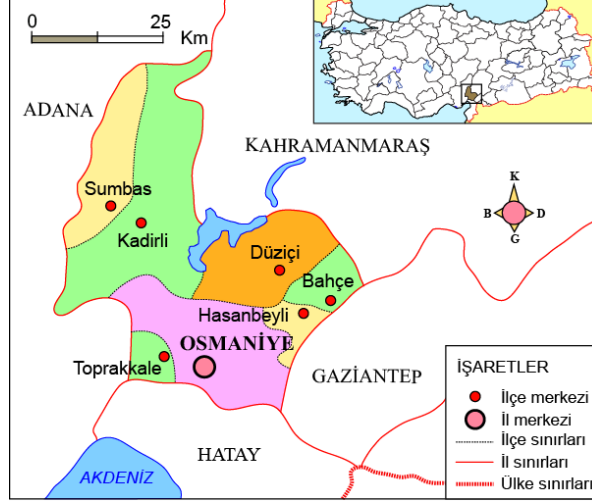 0 25
Km
ADANA
KAHRAMANMARAŞ
Sumbas
Kadirli
K
B D
G
Düziçi
Bahçe
Hasanbeyli
OSMANİYE
Toprakkale
GAZİANTEP
HATAY
AKDENİZ
İŞARETLER
İlçe merkezi
İl merkezi
İlçe sınırları
İl sınırları
Ülke sınırları